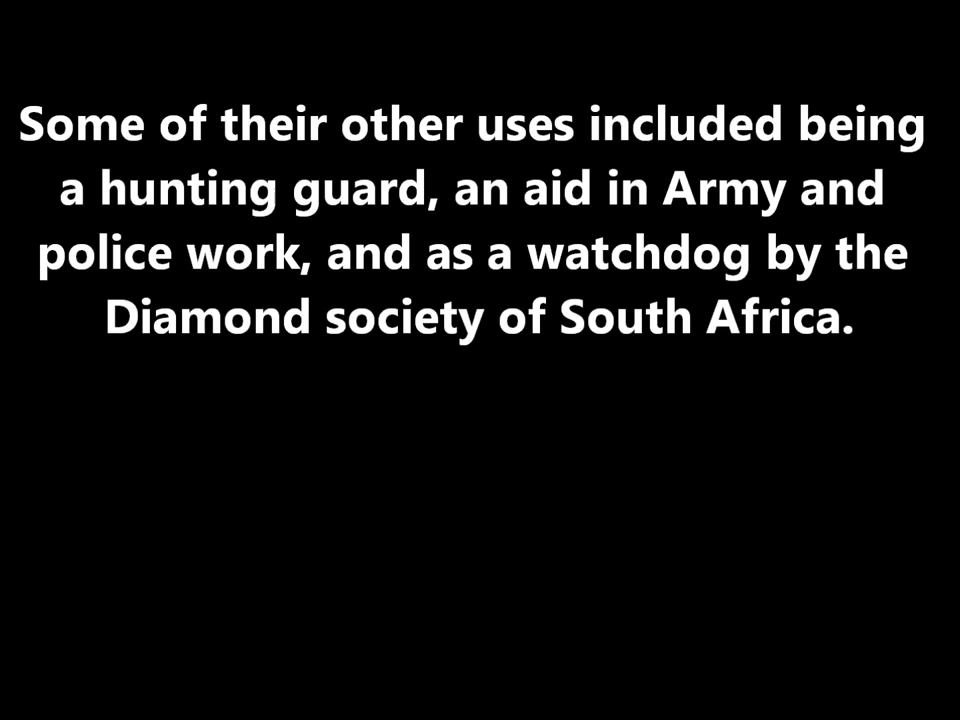 Some of their other uses included being
a hunting guard, an aid in Army and
police work, and as a watchdog by the
Diamond society of South Africa.